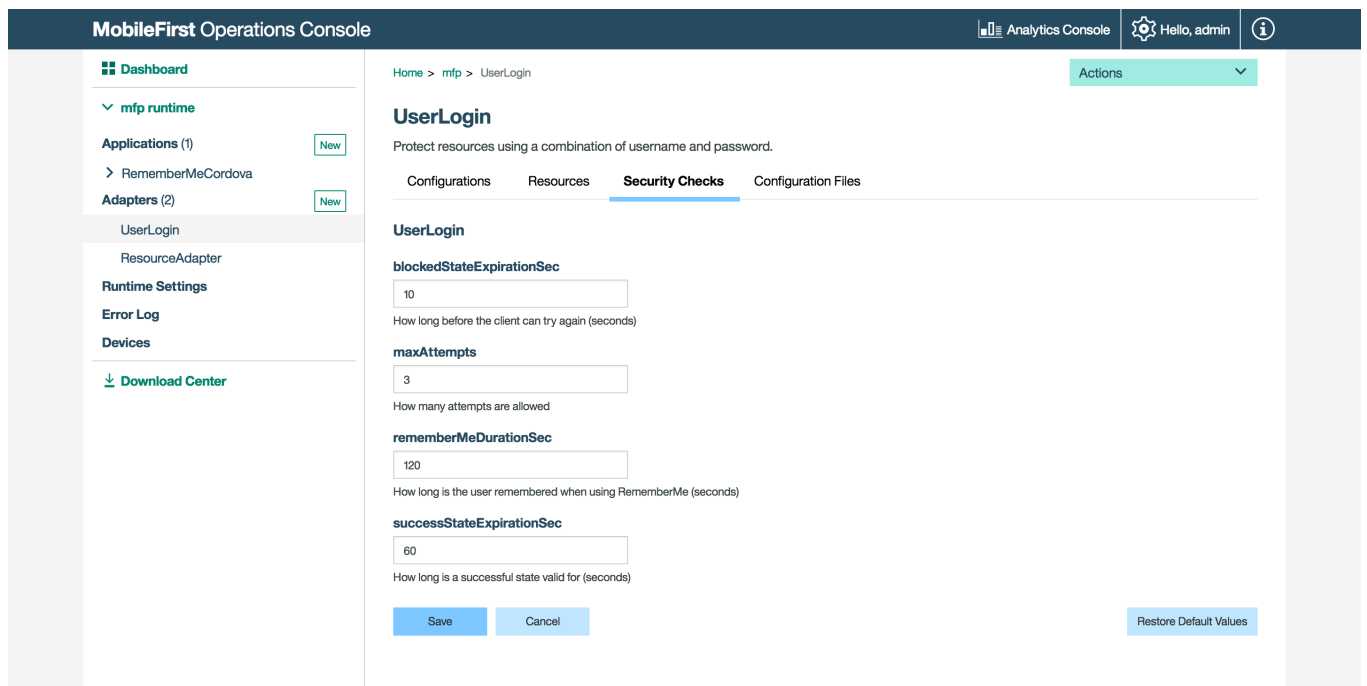 MobileFirst Operations Console
Analytics Console
Hello, admin
Dashboard
mfp runtime
Applications (1)
New
RememberMeCordova
Adapters (2)
New
UserLogin
ResourceAdapter
Runtime Settings
Error Log
Devices
Download Center
Home > mfp > UserLogin
Actions
UserLogin
Protect resources using a combination of username and password.
Configurations Resources Security Checks Configuration Files
UserLogin
blockedStateExpirationSec
10
How long before the client can try again (seconds)
maxAttempts
3
How many attempts are allowed
rememberMeDurationSec
120
How long is the user remembered when using RememberMe (seconds)
successStateExpirationSec
60
How long is a successful state valid for (seconds)
Save Cancel Restore Default Values